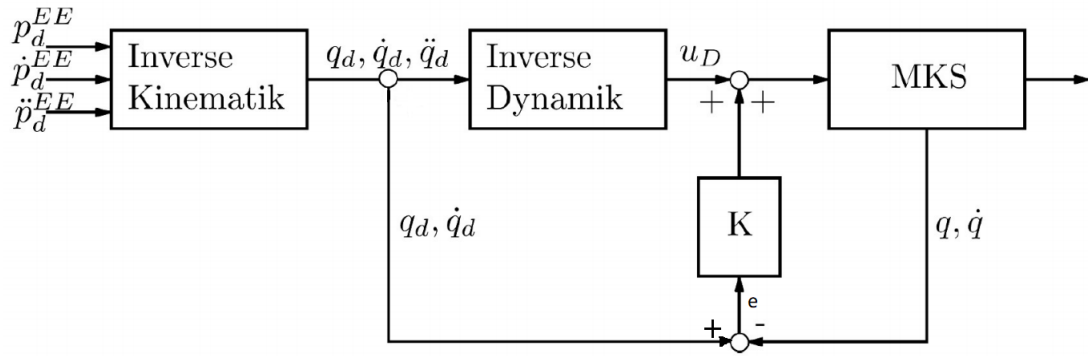 p_d^{EE}
ṗ_d^{EE}
p̈_d^{EE}
Inverse
Kinematik
q_d, q̇_d, q̈_d
Inverse
Dynamik
u_D
+ +
MKS
q_d, q̇_d
K
q, q̇
e
+ -